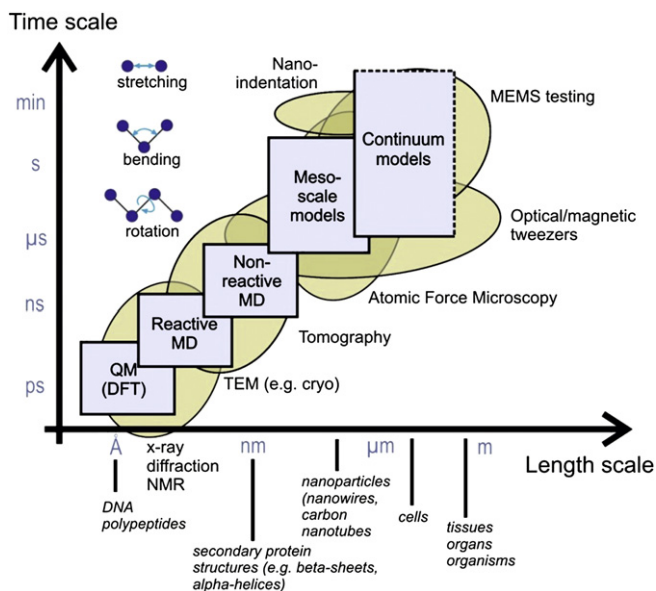 Time scale
min
s
µs
ns
ps
stretching
bending
rotation
Nano-
indentation
MEMS testing
Continuum
models
Meso-
scale
models
Optical/magnetic
tweezers
Non-
reactive
MD
Atomic Force Microscopy
Reactive
MD
Tomography
QM
(DFT)
TEM (e.g. cryo)
Å
nm
µm
m
Length scale
x-ray
diffraction
NMR
DNA
polypeptides
secondary protein
structures (e.g. beta-sheets,
alpha-helices)
nanoparticles
(nanowires,
carbon
nanotubes
cells
tissues
organs
organisms